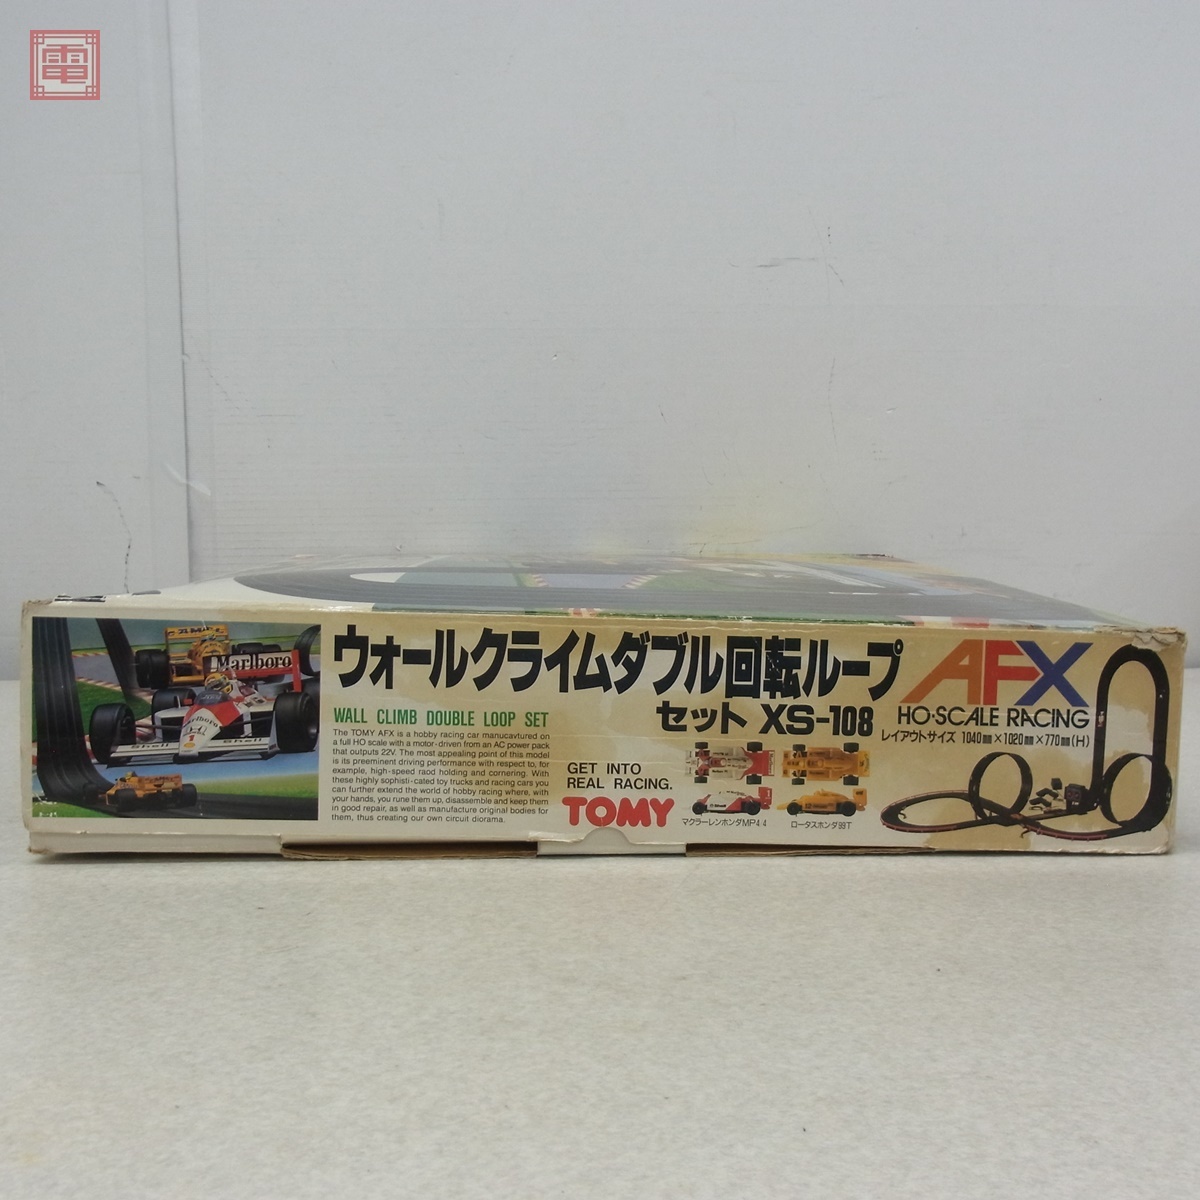 電
Marlboro
Marlboro
Shell
Shell
ウォールクライムダブル回転ループ
セット XS-108
WALL CLIMB DOUBLE LOOP SET
The TOMY AFX is a hobby racing car manucavtured on
a full HO scale with a motor-driven from an AC power pack
that outputs 22V. The most appealing point of this model
is its preeminent driving performance with respect to, for
example, high-speed raod holding and cornering. With
these highly sophisti-cated toy trucks and racing cars you
can further extend the world of hobby racing where, with
your hands, you rune them up, disassemble and keep them
in good repair, as well as manufacture original bodies for
them, thus creating our own circuit diorama.
GET INTO
REAL RACING.
TOMY
マクラーレンホンダMP4/4
ロータスホンダ99T
AFX
HO·SCALE RACING
レイアウトサイズ 1040㎜×1020㎜×770㎜(H)